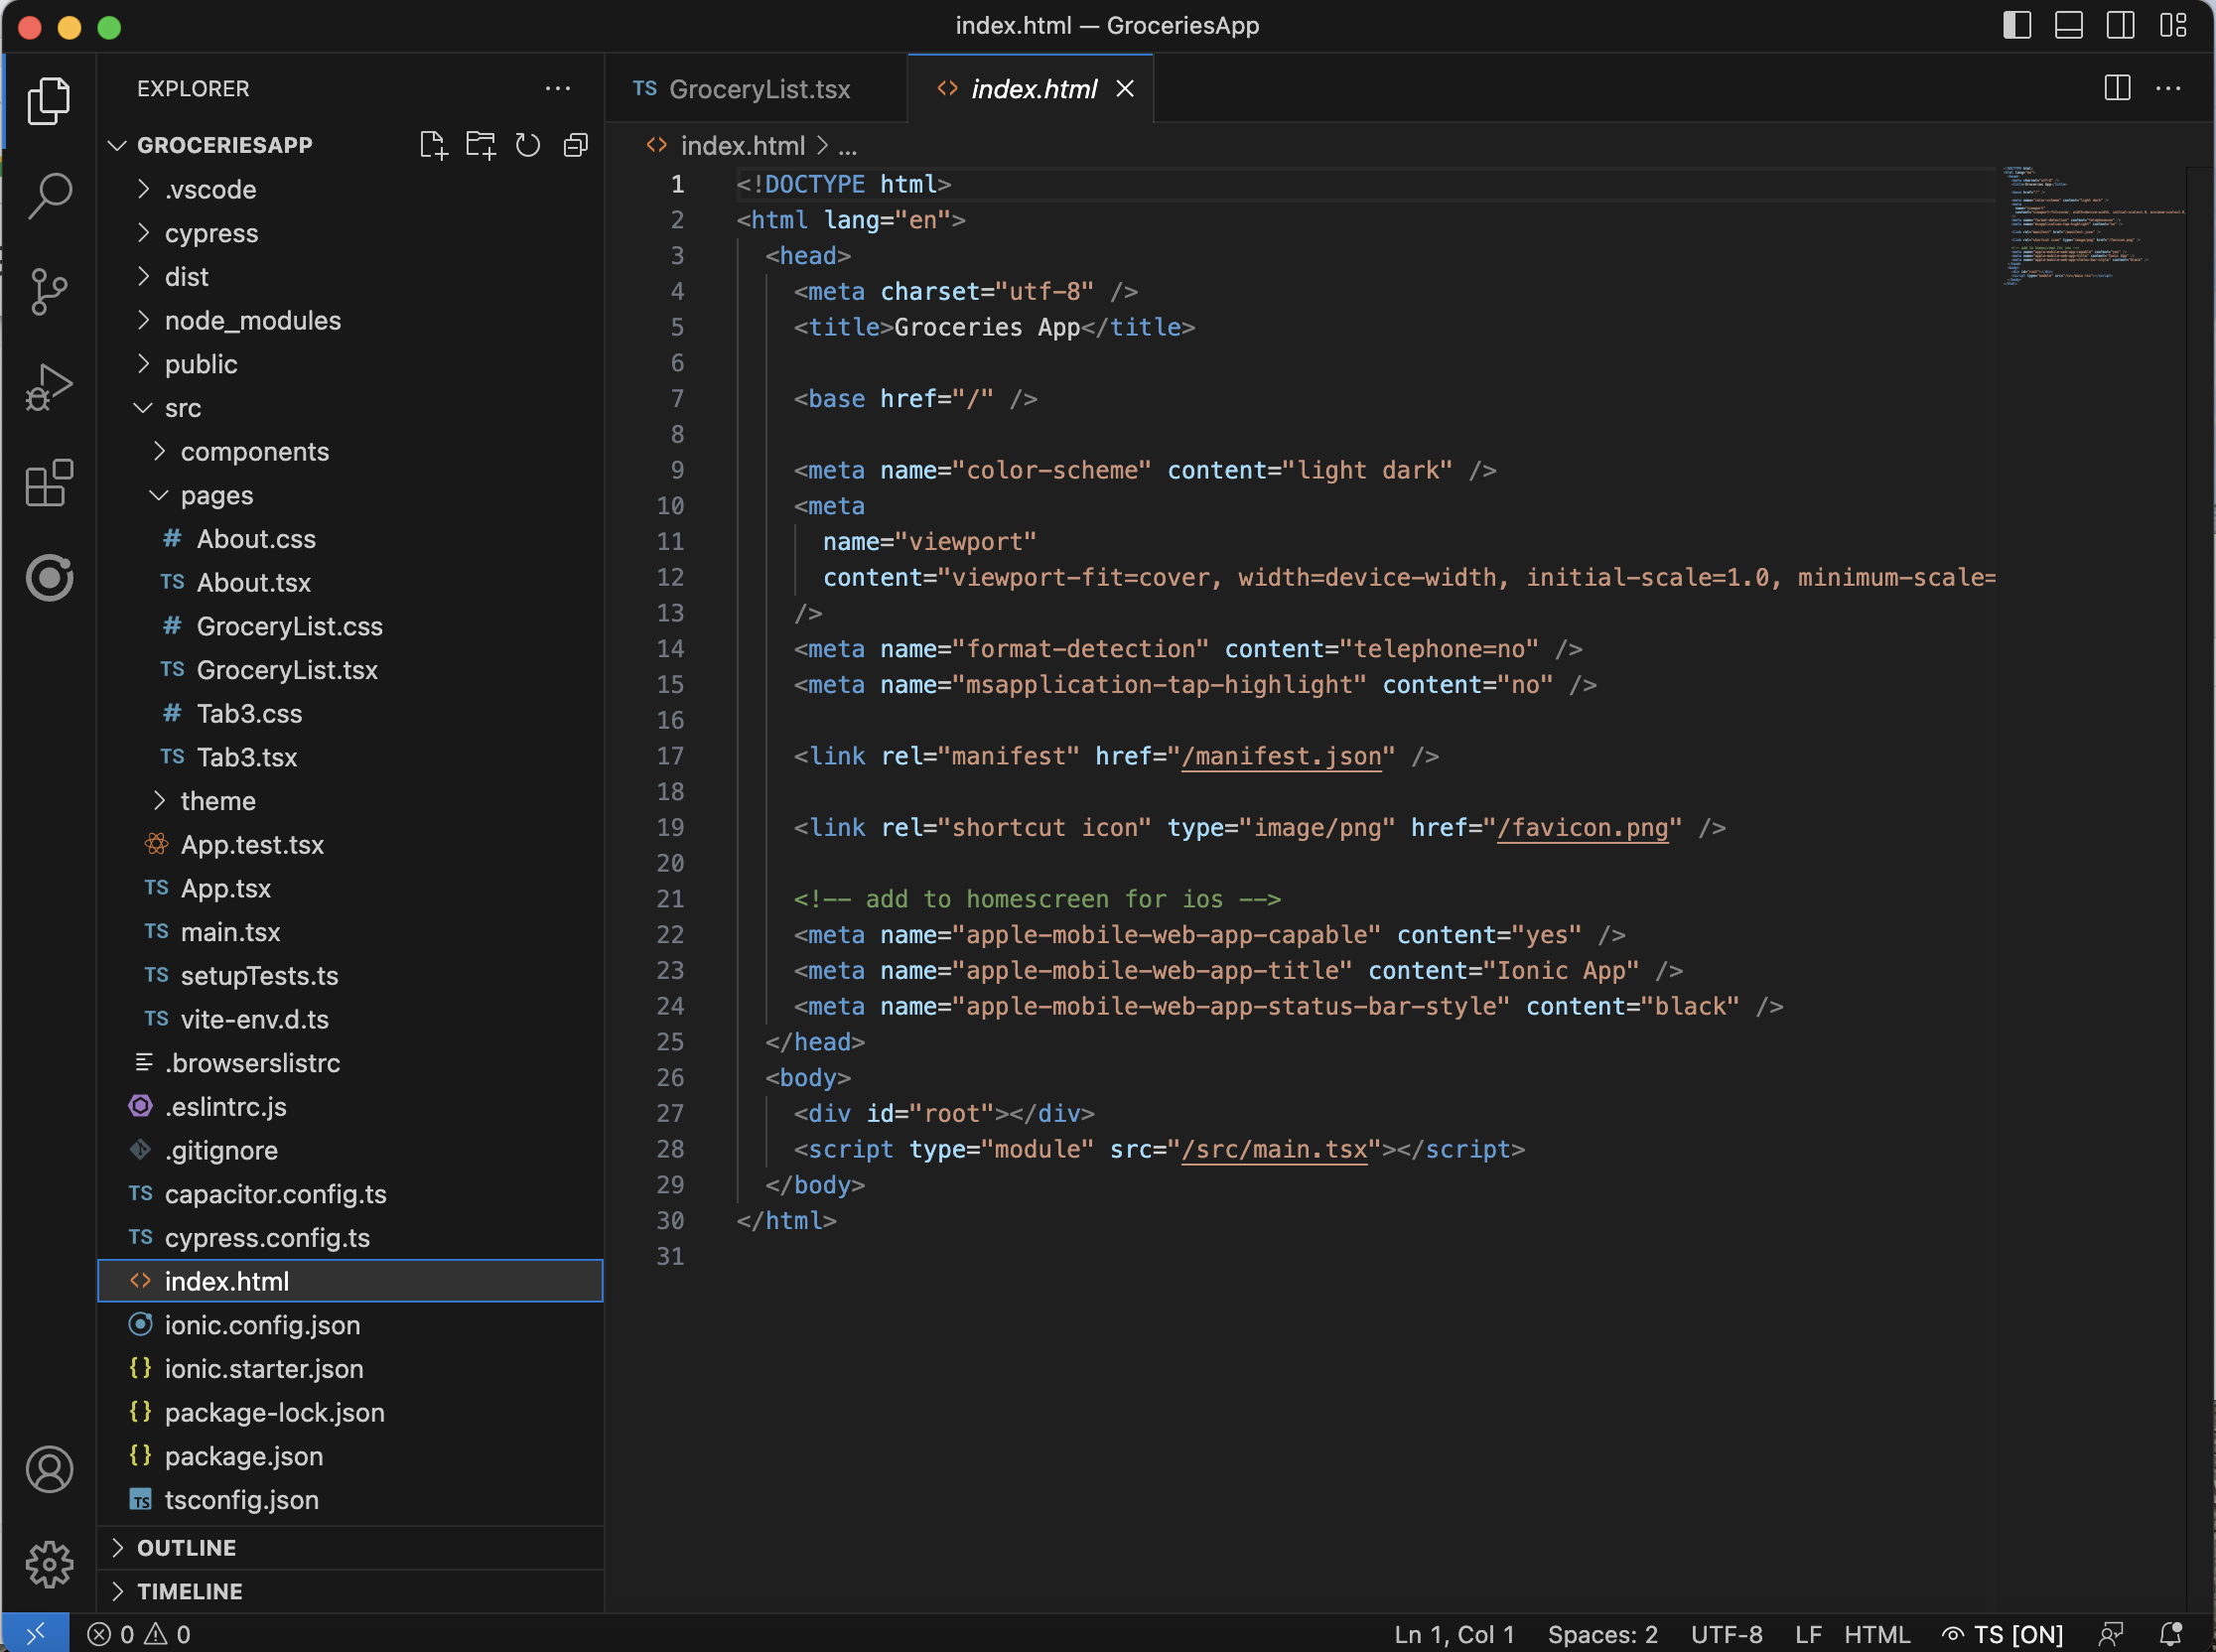 index.html — GroceriesApp
EXPLORER
GROCERIESAPP
.vscode
cypress
dist
node_modules
public
src
components
pages
# About.css
TS About.tsx
# GroceryList.css
TS GroceryList.tsx
# Tab3.css
TS Tab3.tsx
theme
App.test.tsx
TS App.tsx
TS main.tsx
TS setupTests.ts
TS vite-env.d.ts
.browserslistrc
.eslintrc.js
.gitignore
TS capacitor.config.ts
TS cypress.config.ts
<> index.html
ionic.config.json
{} ionic.starter.json
{} package-lock.json
{} package.json
TS tsconfig.json
OUTLINE
TIMELINE
TS GroceryList.tsx <> index.html
<> index.html > ...
1 <!DOCTYPE html>
2 <html lang="en">
3 <head>
4 <meta charset="utf-8" />
5 <title>Groceries App</title>
6
7 <base href="/" />
8
9 <meta name="color-scheme" content="light dark" />
10 <meta
11 name="viewport"
12 content="viewport-fit=cover, width=device-width, initial-scale=1.0, minimum-scale=
13 />
14 <meta name="format-detection" content="telephone=no" />
15 <meta name="msapplication-tap-highlight" content="no" />
16
17 <link rel="manifest" href="/manifest.json" />
18
19 <link rel="shortcut icon" type="image/png" href="/favicon.png" />
20
21 <!-- add to homescreen for ios -->
22 <meta name="apple-mobile-web-app-capable" content="yes" />
23 <meta name="apple-mobile-web-app-title" content="Ionic App" />
24 <meta name="apple-mobile-web-app-status-bar-style" content="black" />
25 </head>
26 <body>
27 <div id="root"></div>
28 <script type="module" src="/src/main.tsx"></script>
29 </body>
30 </html>
31
0 0 Ln 1, Col 1 Spaces: 2 UTF-8 LF HTML TS [ON]